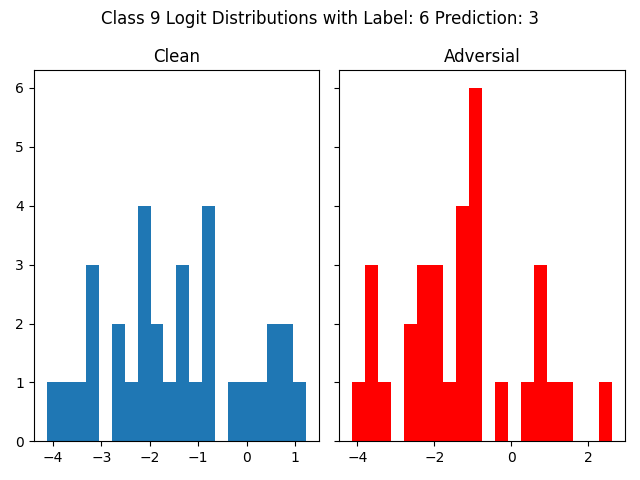 Class 9 Logit Distributions with Label: 6 Prediction: 3
Clean
Adversial
6
5
4
3
2
1
0
−4 −3 −2 −1 0 1
−4 −2 0 2